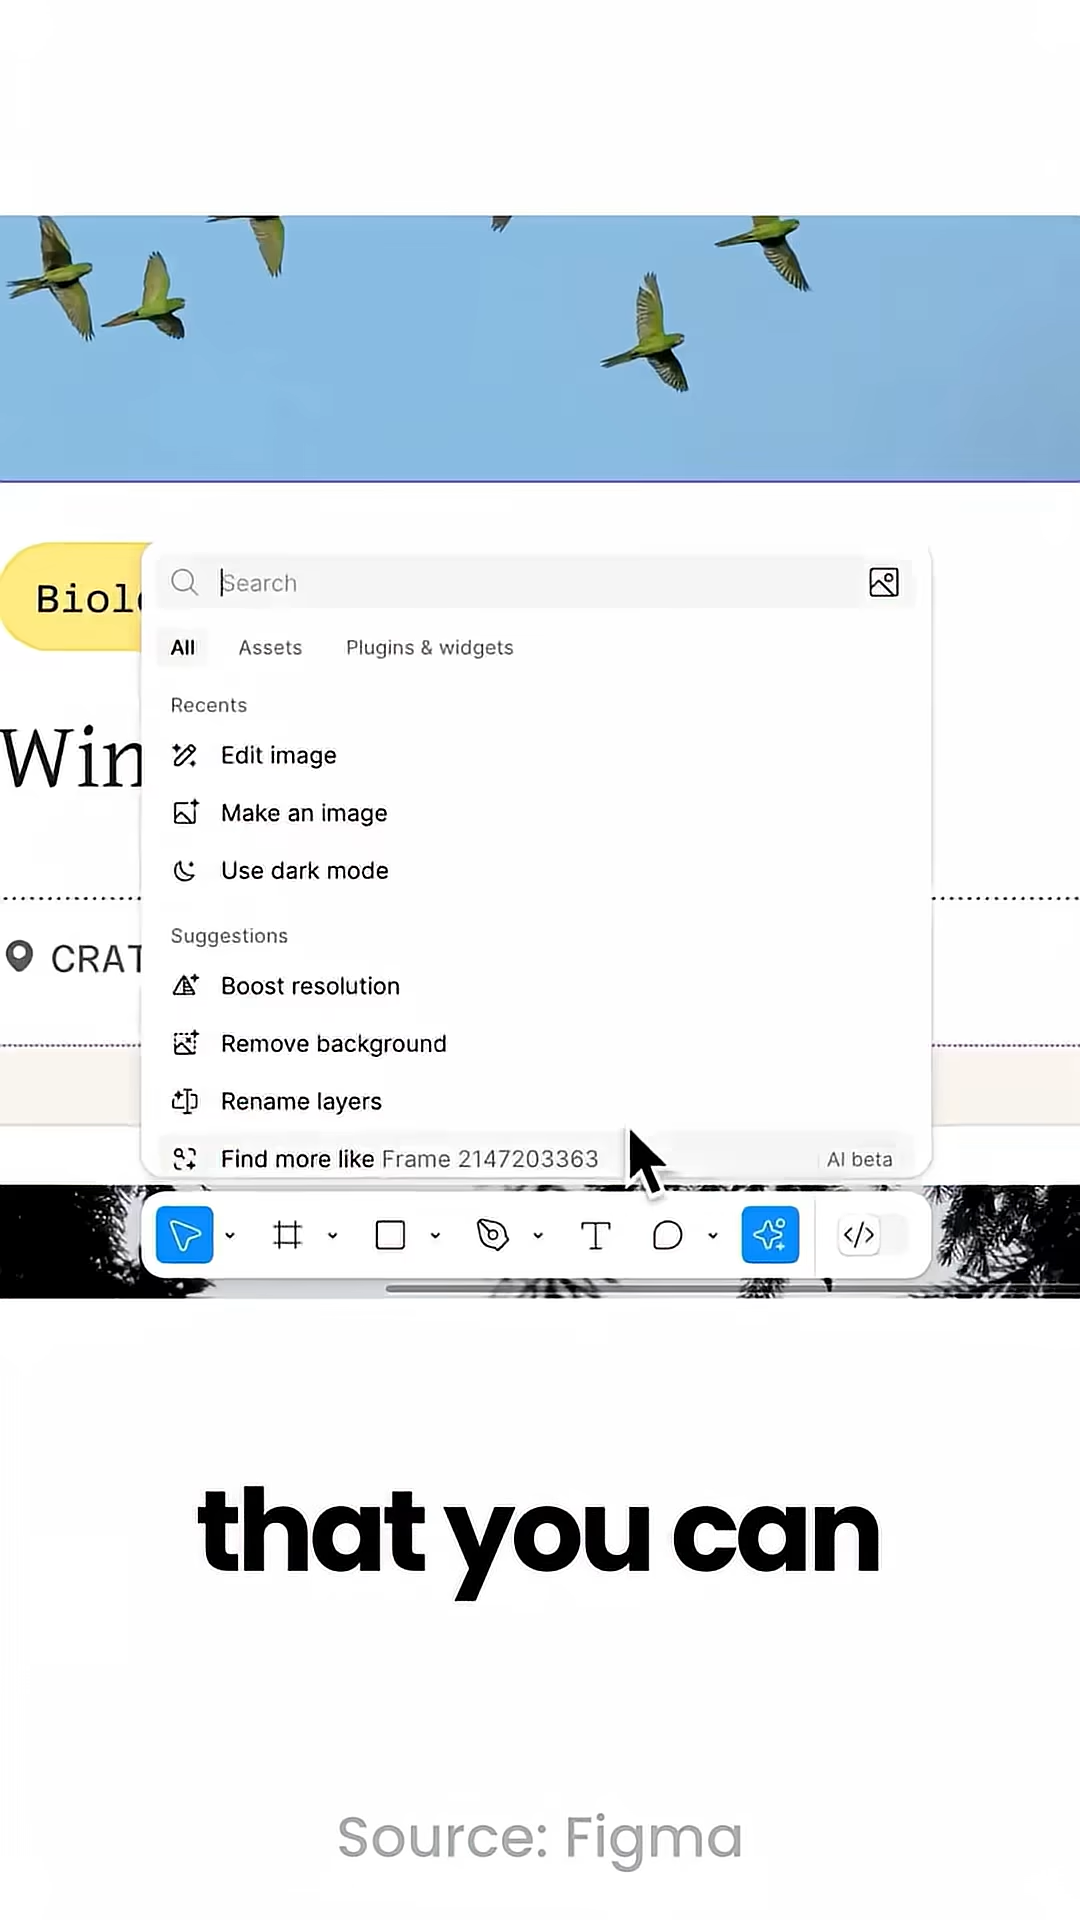 Biol
Search
All Assets Plugins & widgets
Recents
Edit image
Win
Make an image
Use dark mode
Suggestions
CRAT
Boost resolution
Remove background
Rename layers
Find more like Frame 2147203363 AI beta
that you can
Source: Figma